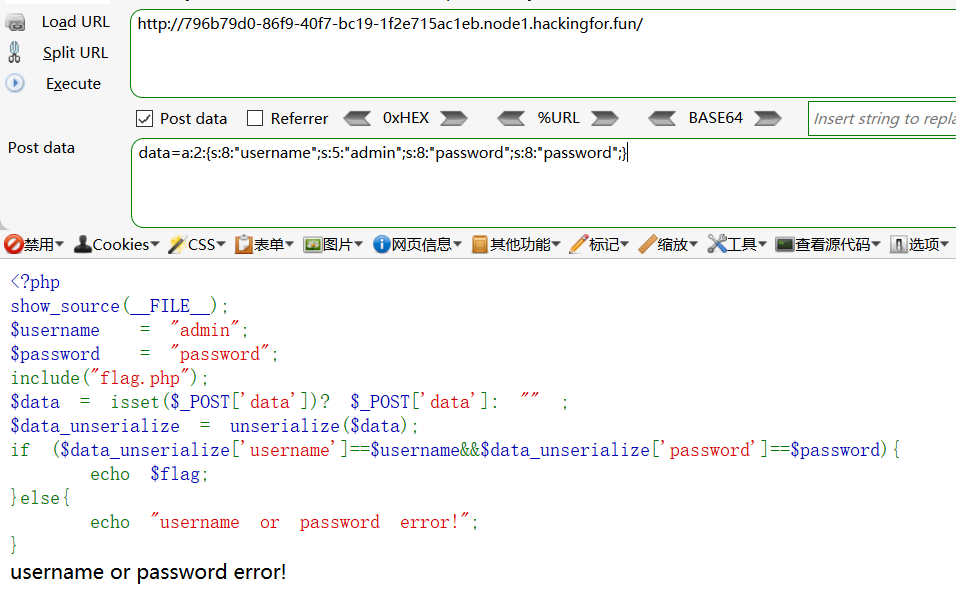 Load URL
http://796b79d0-86f9-40f7-bc19-1f2e715ac1eb.node1.hackingfor.fun/
Split URL
Execute
Post data Referrer 0xHEX %URL BASE64 Insert string to repla
Post data
data=a:2:{s:8:"username";s:5:"admin";s:8:"password";s:8:"password";}
禁用 Cookies CSS 表单 图片 网页信息 其他功能 标记 缩放 工具 查看源代码 选项
<?php
show_source(__FILE__);
$username = "admin";
$password = "password";
include("flag.php");
$data = isset($_POST['data'])? $_POST['data']: "" ;
$data_unserialize = unserialize($data);
if ($data_unserialize['username']==$username&&$data_unserialize['password']==$password){
echo $flag;
}else{
echo "username or password error!";
}
username or password error!